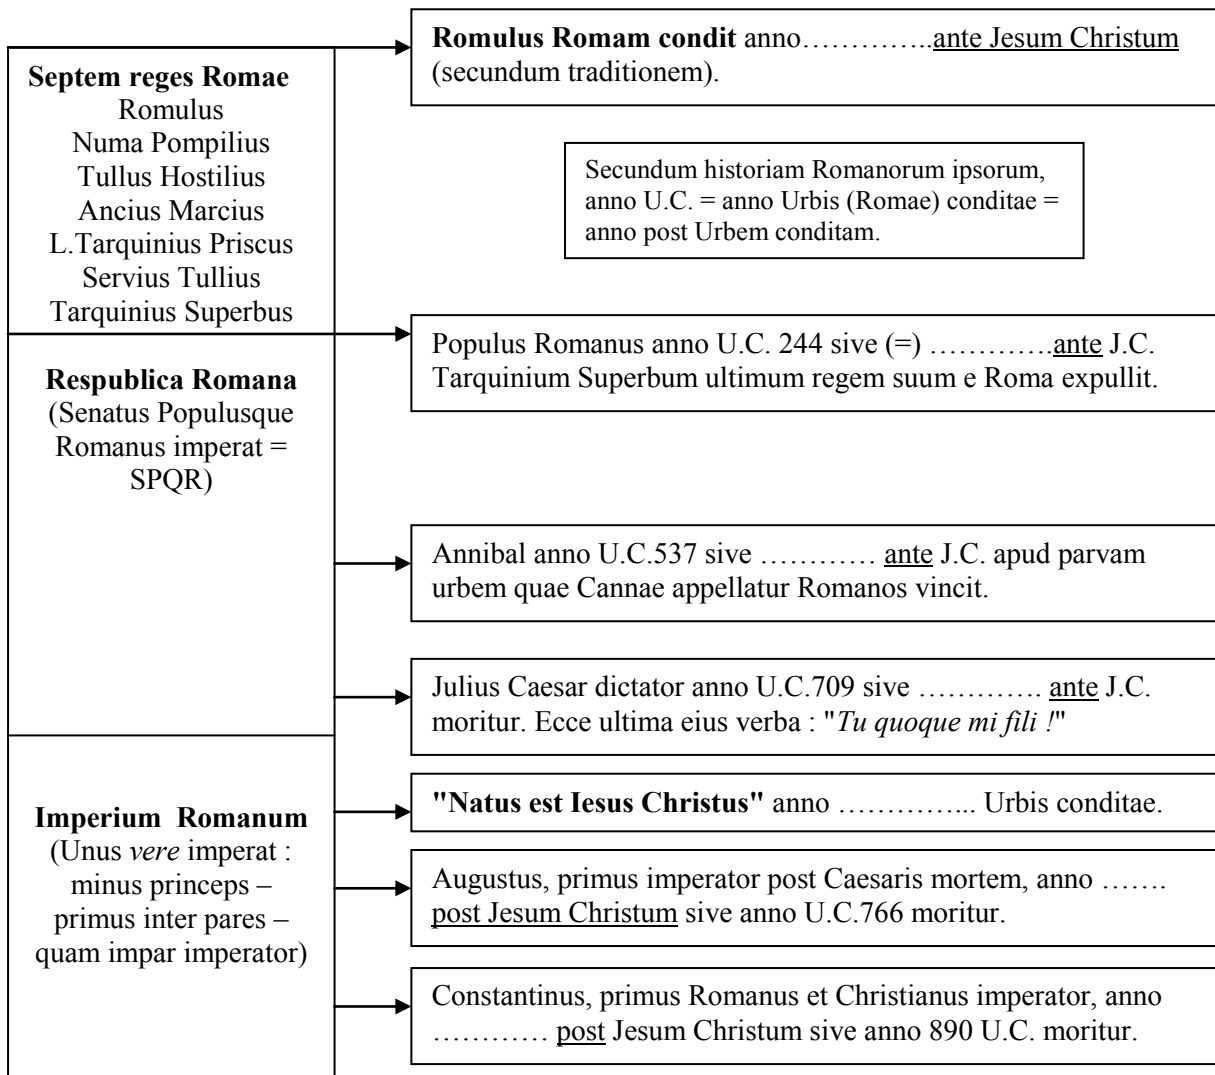 Romulus Romam condit anno…………..ante Jesum Christum
(secundum traditionem).
Septem reges Romae
Romulus
Numa Pompilius
Tullus Hostilius
Ancius Marcius
L.Tarquinius Priscus
Servius Tullius
Tarquinius Superbus
Secundum historiam Romanorum ipsorum,
anno U.C. = anno Urbis (Romae) conditae =
anno post Urbem conditam.
Populus Romanus anno U.C. 244 sive (=) ………….ante J.C.
Tarquinium Superbum ultimum regem suum e Roma expullit.
Respublica Romana
(Senatus Populusque
Romanus imperat =
SPQR)
Annibal anno U.C.537 sive ………… ante J.C. apud parvam
urbem quae Cannae appellatur Romanos vincit.
Julius Caesar dictator anno U.C.709 sive …………. ante J.C.
moritur. Ecce ultima eius verba : "Tu quoque mi fili !"
"Natus est Iesus Christus" anno ………….. Urbis conditae.
Imperium Romanum
(Unus vere imperat :
minus princeps –
primus inter pares –
quam impar imperator)
Augustus, primus imperator post Caesaris mortem, anno …….
post Jesum Christum sive anno U.C.766 moritur.
Constantinus, primus Romanus et Christianus imperator, anno
………… post Jesum Christum sive anno 890 U.C. moritur.